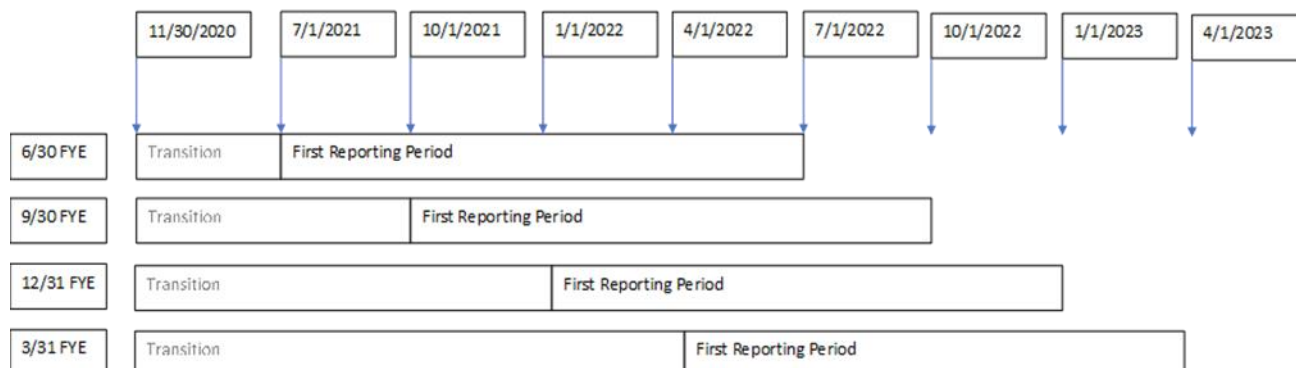 11/30/2020
7/1/2021
10/1/2021
1/1/2022
4/1/2022
7/1/2022
10/1/2022
1/1/2023
4/1/2023
6/30 FYE
Transition
First Reporting Period
9/30 FYE
Transition
First Reporting Period
12/31 FYE
Transition
First Reporting Period
3/31 FYE
Transition
First Reporting Period